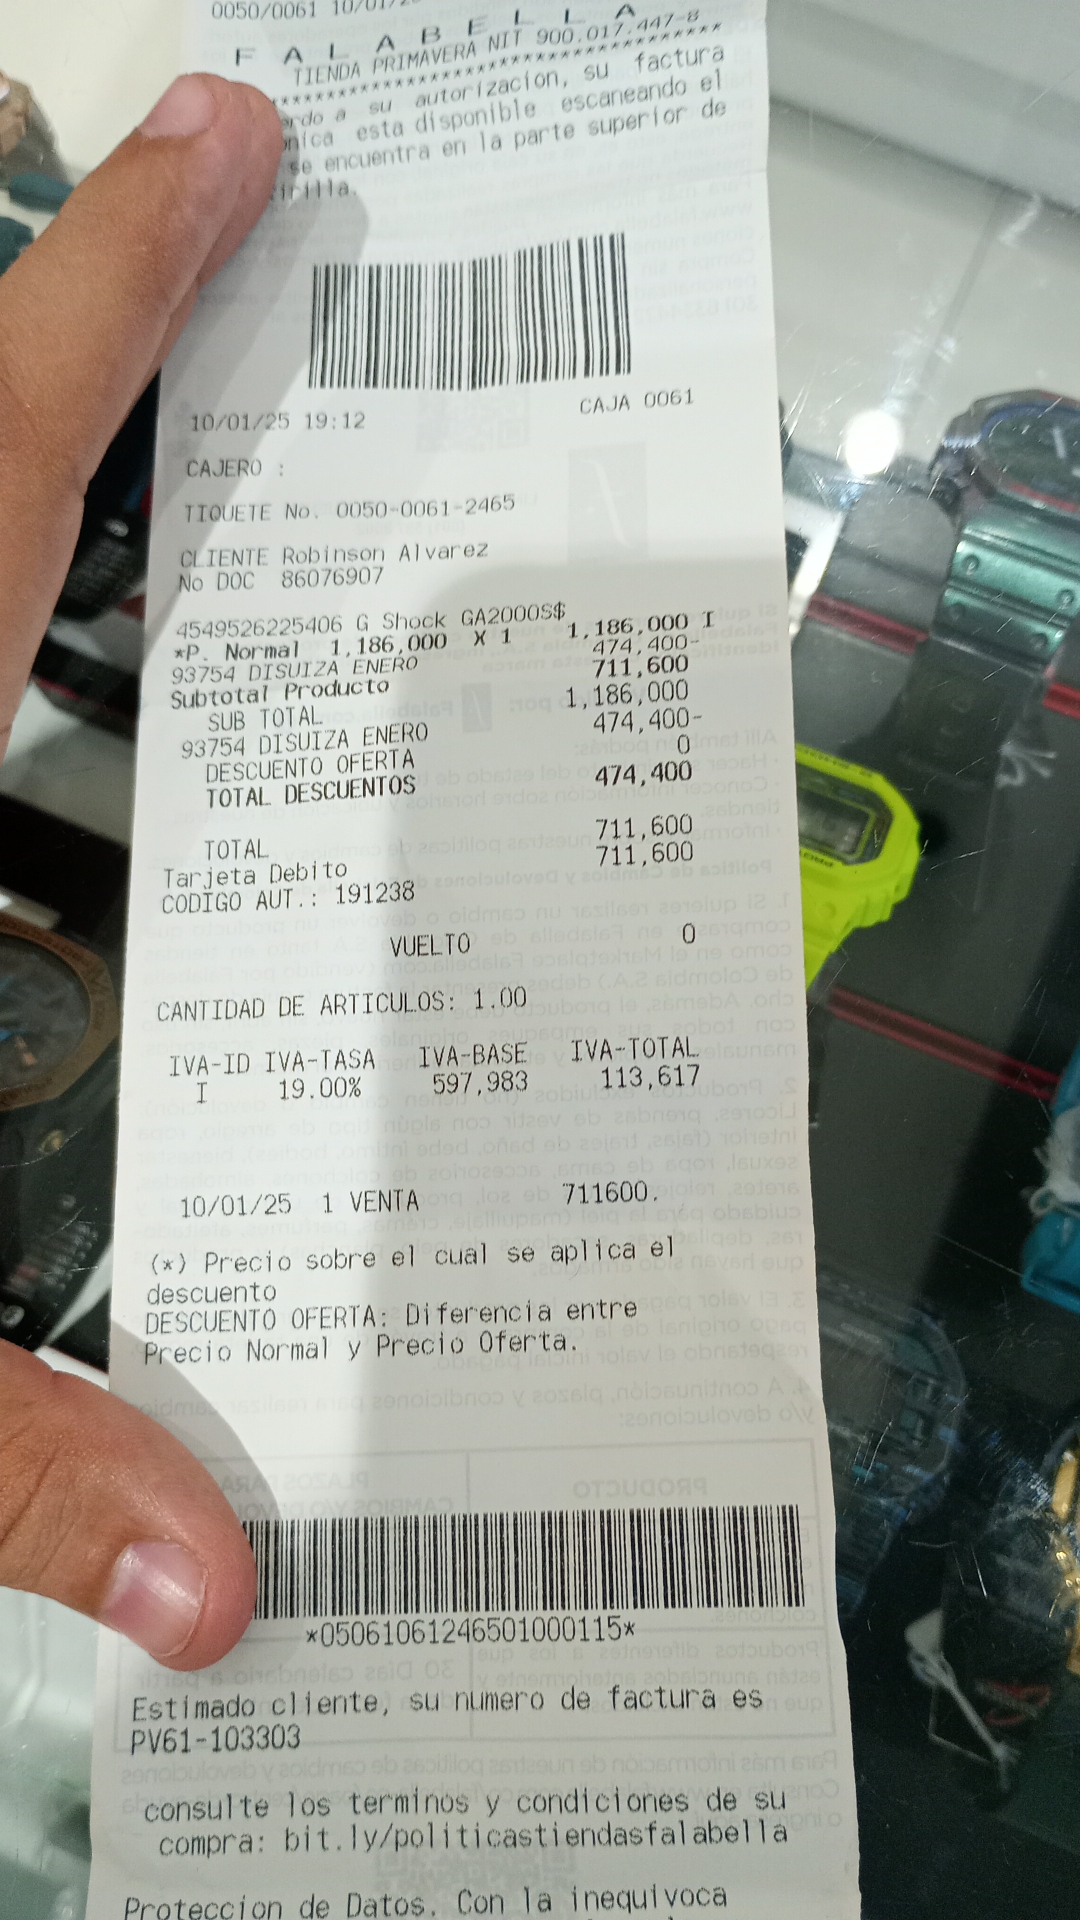 0050/0061 10/01/2
F A L A B E L L A
TIENDA PRIMAVERA NIT 900.017.447-8
************************************
erdo a su autorizacion, su factura
onica esta disponible escaneando el
se encuentra en la parte superior de
tirilla.
10/01/25 19:12 CAJA 0061
CAJERO :
TIQUETE No. 0050-0061-2465
CLIENTE Robinson Alvarez
No DOC 86076907
4549526225406 G Shock GA2000S$
*P. Normal 1,186,000 X 1 1,186,000 I
93754 DISUIZA ENERO 474,400-
Subtotal Producto 711,600
SUB TOTAL 1,186,000
93754 DISUIZA ENERO 474,400-
DESCUENTO OFERTA 0
TOTAL DESCUENTOS 474,400
TOTAL 711,600
Tarjeta Debito 711,600
CODIGO AUT.: 191238
VUELTO 0
CANTIDAD DE ARTICULOS: 1.00
IVA-ID IVA-TASA IVA-BASE IVA-TOTAL
I 19.00% 597,983 113,617
10/01/25 1 VENTA 711600.
(*) Precio sobre el cual se aplica el
descuento
DESCUENTO OFERTA: Diferencia entre
Precio Normal y Precio Oferta.
*05061061246501000115*
Estimado cliente, su numero de factura es
PV61-103303
consulte los terminos y condiciones de su
compra: bit.ly/politicastiendasfalabella
Proteccion de Datos. Con la inequivoca